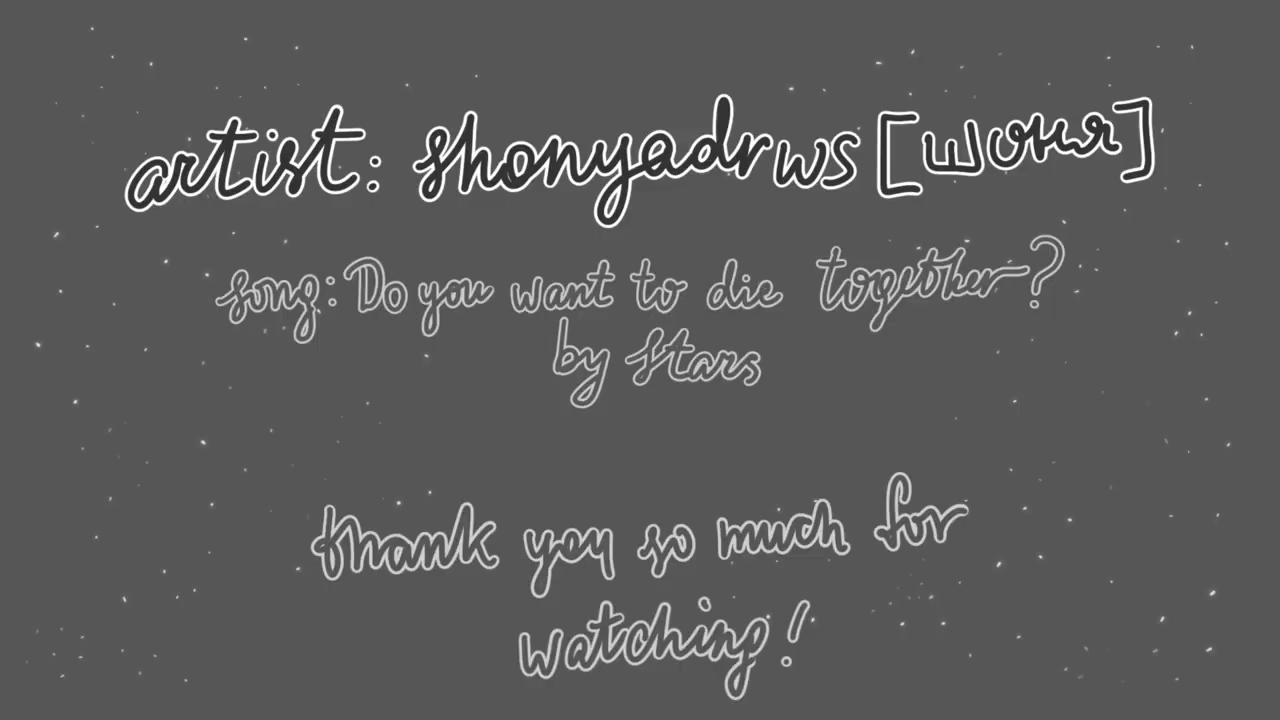 artist: shonyadrws [шоня]
song: Do you want to die together?
by Stars
thank you so much for
watching!